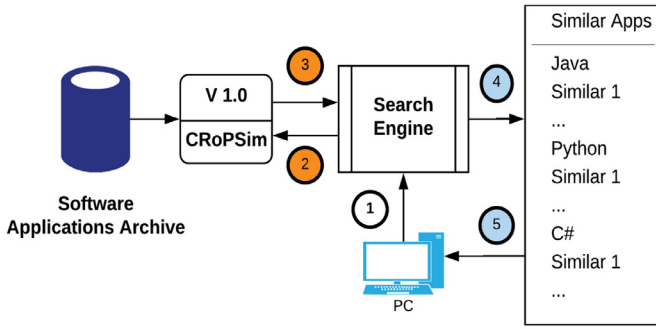 Similar Apps
Java
Similar 1
...
Python
Similar 1
...
C#
Similar 1
...
3
4
V 1.0
CRoPSim
Search
Engine
2
1
5
Software
Applications Archive
PC